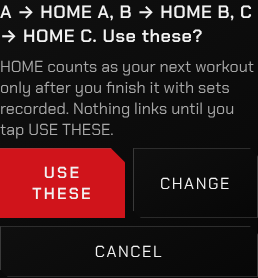 A → HOME A, B → HOME B, C
→ HOME C. Use these?
HOME counts as your next workout
only after you finish it with sets
recorded. Nothing links until you
tap USE THESE.
USE
THESE
CHANGE
CANCEL